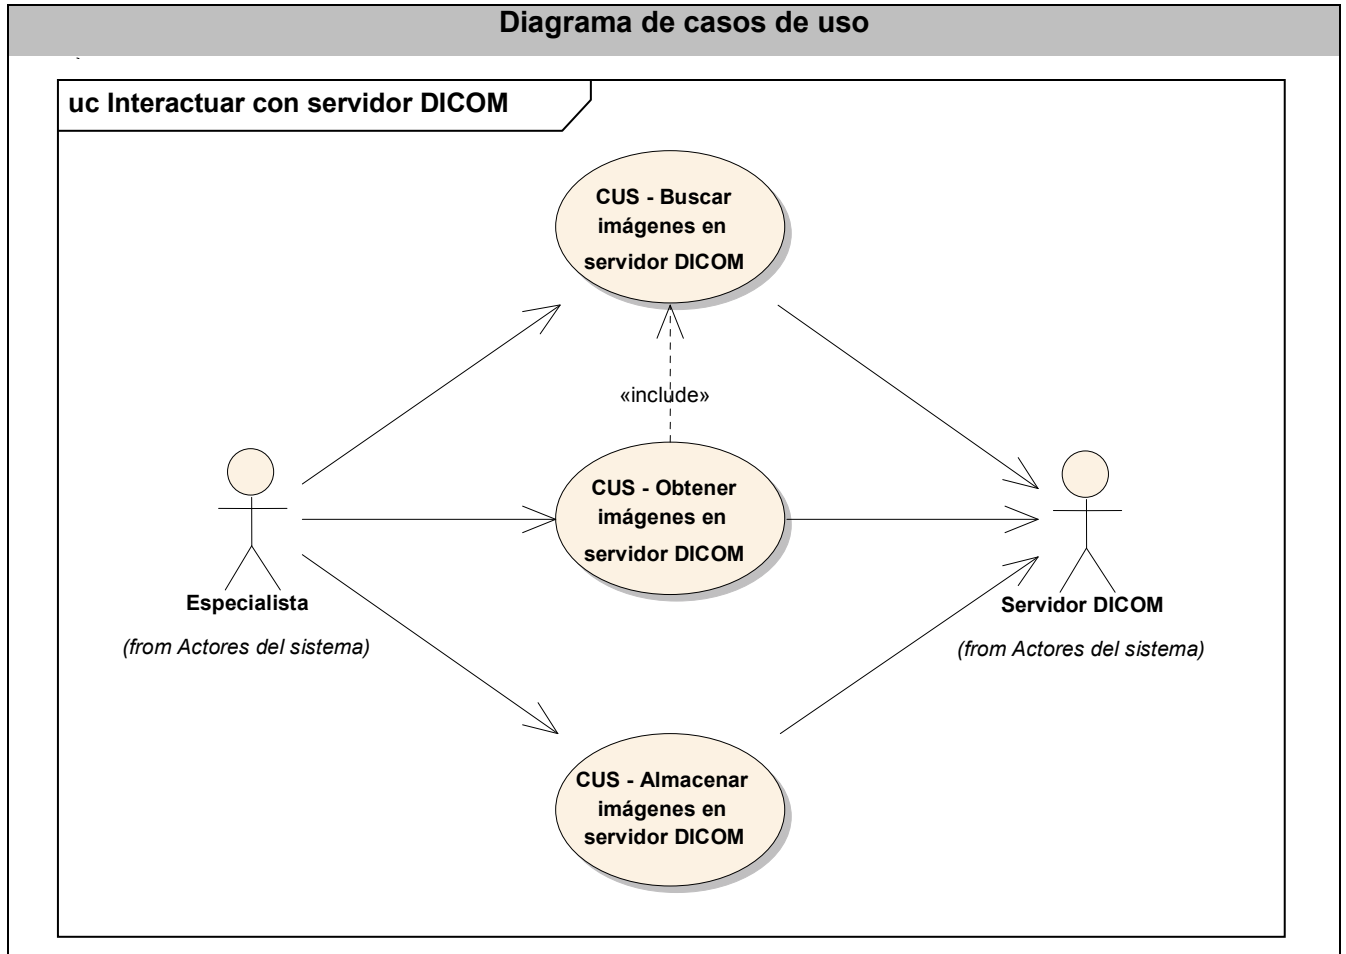 Diagrama de casos de uso
uc Interactuar con servidor DICOM
CUS - Buscar
imágenes en
servidor DICOM
«include»
CUS - Obtener
imágenes en
servidor DICOM
Especialista
(from Actores del sistema)
Servidor DICOM
(from Actores del sistema)
CUS - Almacenar
imágenes en
servidor DICOM